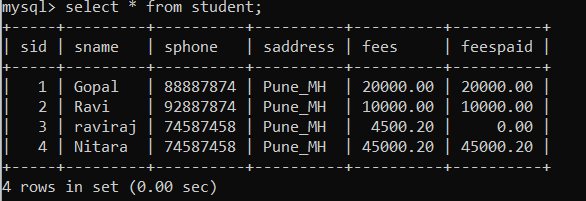 mysql> select * from student;
+-----+---------+----------+----------+----------+----------+
| sid | sname   | sphone   | saddress | fees     | feespaid |
+-----+---------+----------+----------+----------+----------+
|   1 | Gopal   | 88887874 | Pune_MH  | 20000.00 | 20000.00 |
|   2 | Ravi    | 92887874 | Pune_MH  | 10000.00 | 10000.00 |
|   3 | raviraj | 74587458 | Pune_MH  |  4500.20 |     0.00 |
|   4 | Nitara  | 74587458 | Pune_MH  | 45000.20 | 45000.20 |
+-----+---------+----------+----------+----------+----------+
4 rows in set (0.00 sec)